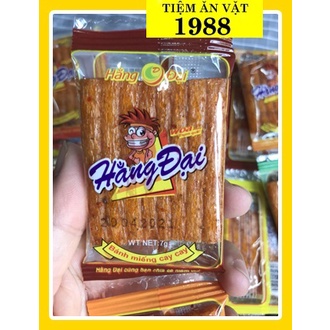 TIỆM ĂN VẶT
1988
Hằng Đại
Hằng Đại
WT NET:7g
Bánh miếng cay cay